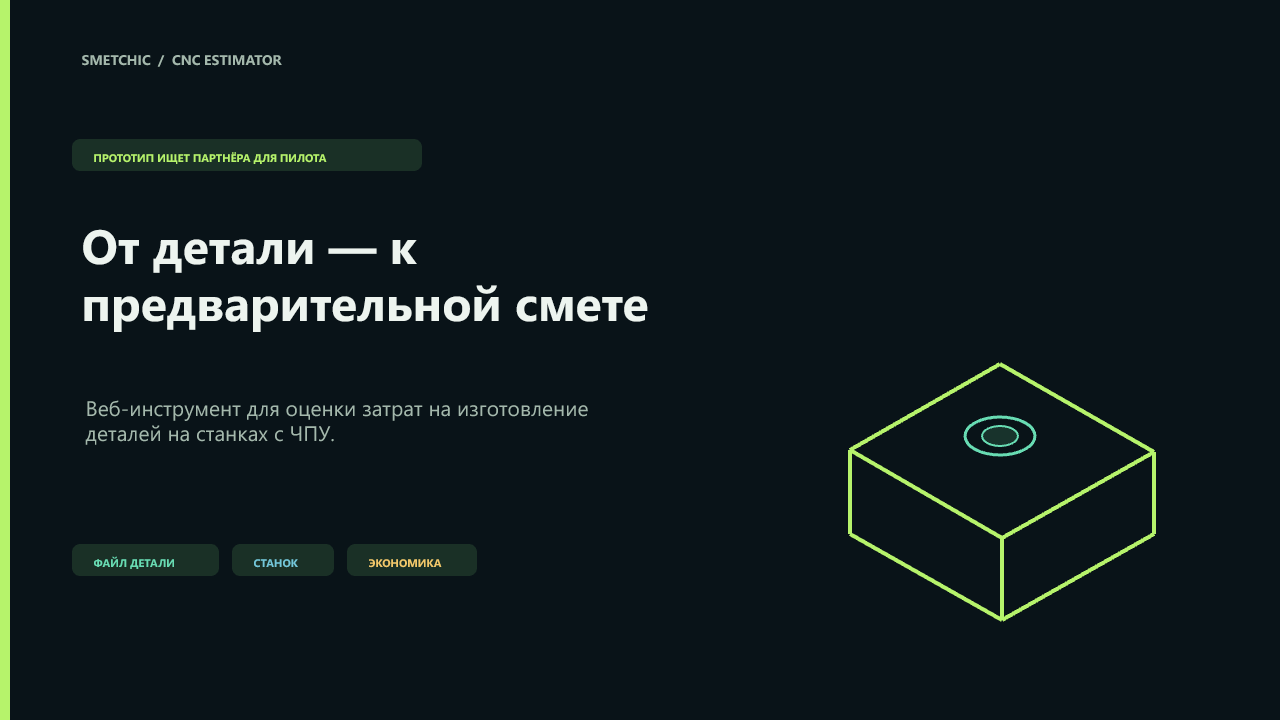 SMETCHIC / CNC ESTIMATOR
ПРОТОТИП ИЩЕТ ПАРТНЁРА ДЛЯ ПИЛОТА
От детали — к
предварительной смете
Веб-инструмент для оценки затрат на изготовление
деталей на станках с ЧПУ.
ФАЙЛ ДЕТАЛИ
СТАНОК
ЭКОНОМИКА